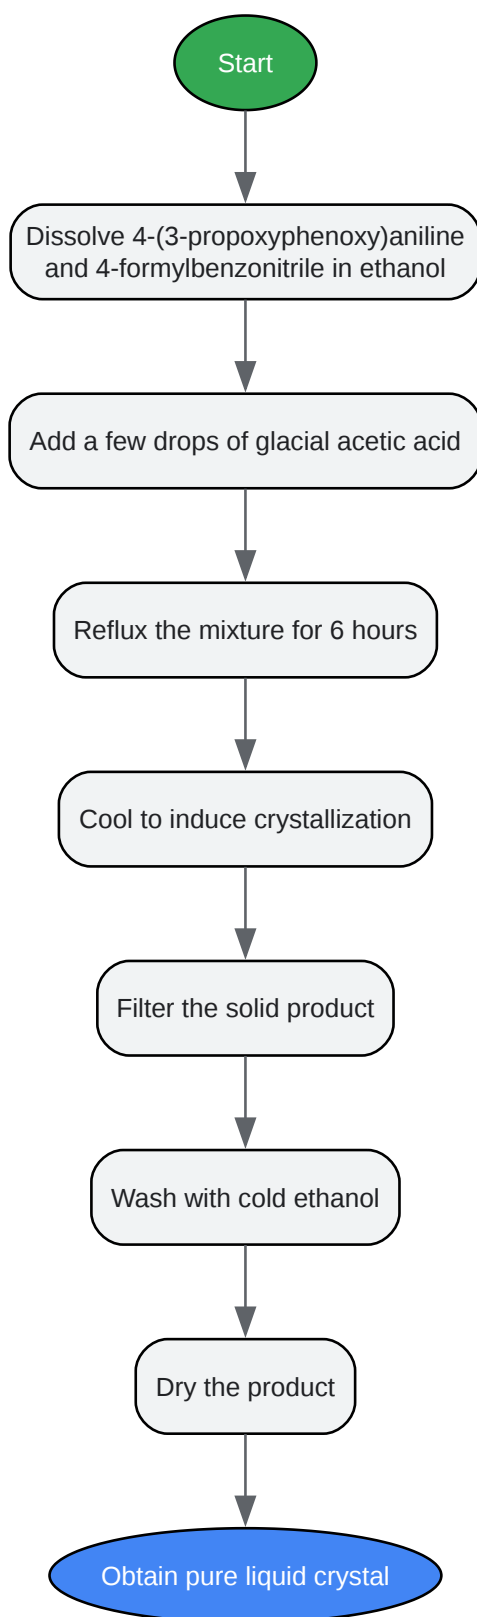 Start
Dissolve 4-(3-propoxyphenoxy)aniline
and 4-formylbenzonitrile in ethanol
Add a few drops of glacial acetic acid
Reflux the mixture for 6 hours
Cool to induce crystallization
Filter the solid product
Wash with cold ethanol
Dry the product
Obtain pure liquid crystal